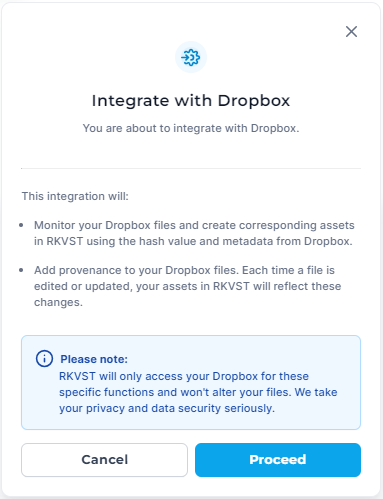 Integrate with Dropbox
You are about to integrate with Dropbox.
This integration will:
• Monitor your Dropbox files and create corresponding assets
in RKVST using the hash value and metadata from Dropbox.
• Add provenance to your Dropbox files. Each time a file is
edited or updated, your assets in RKVST will reflect these
changes.
Please note:
RKVST will only access your Dropbox for these
specific functions and won't alter your files. We take
your privacy and data security seriously.
Cancel
Proceed